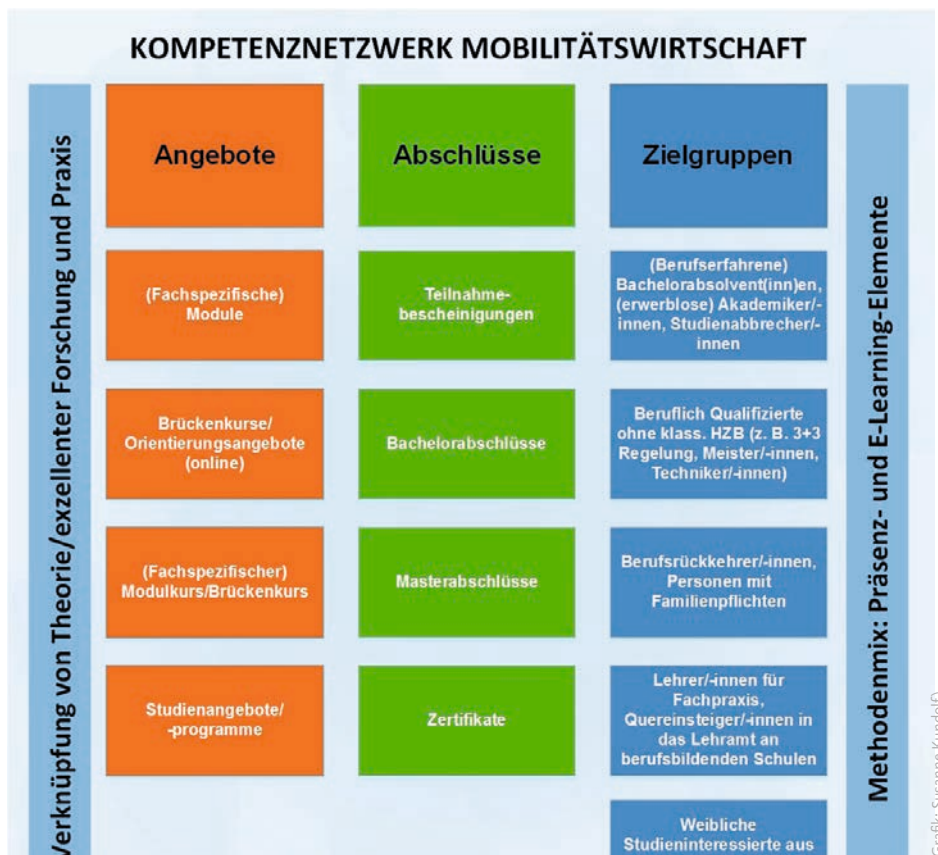 KOMPETENZNETZWERK MOBILITÄTSWIRTSCHAFT
Verknüpfung von Theorie/exzellenter Forschung und Praxis
Angebote
(Fachspezifische)
Module
Brückenkurse/
Orientierungsangebote
(online)
(Fachspezifischer)
Modulkurs/Brückenkurs
Studienangebote/
-programme
Abschlüsse
Teilnahme-
bescheinigungen
Bachelorabschlüsse
Masterabschlüsse
Zertifikate
Zielgruppen
(Berufserfahrene)
Bachelorabsolvent(inn)en,
(erwerblose) Akademiker/-
innen, Studienabbrecher/-
innen
Beruflich Qualifizierte
ohne klass. HZB (z. B. 3+3
Regelung, Meister/-innen,
Techniker/-innen)
Berufsrückkehrer/-innen,
Personen mit
Familienpflichten
Lehrer/-innen für
Fachpraxis,
Quereinsteiger/-innen in
das Lehramt an
berufsbildenden Schulen
Weibliche
Studieninteressierte aus
Methodenmix: Präsenz- und E-Learning-Elemente
(Grafik: Susanne Kundolf)